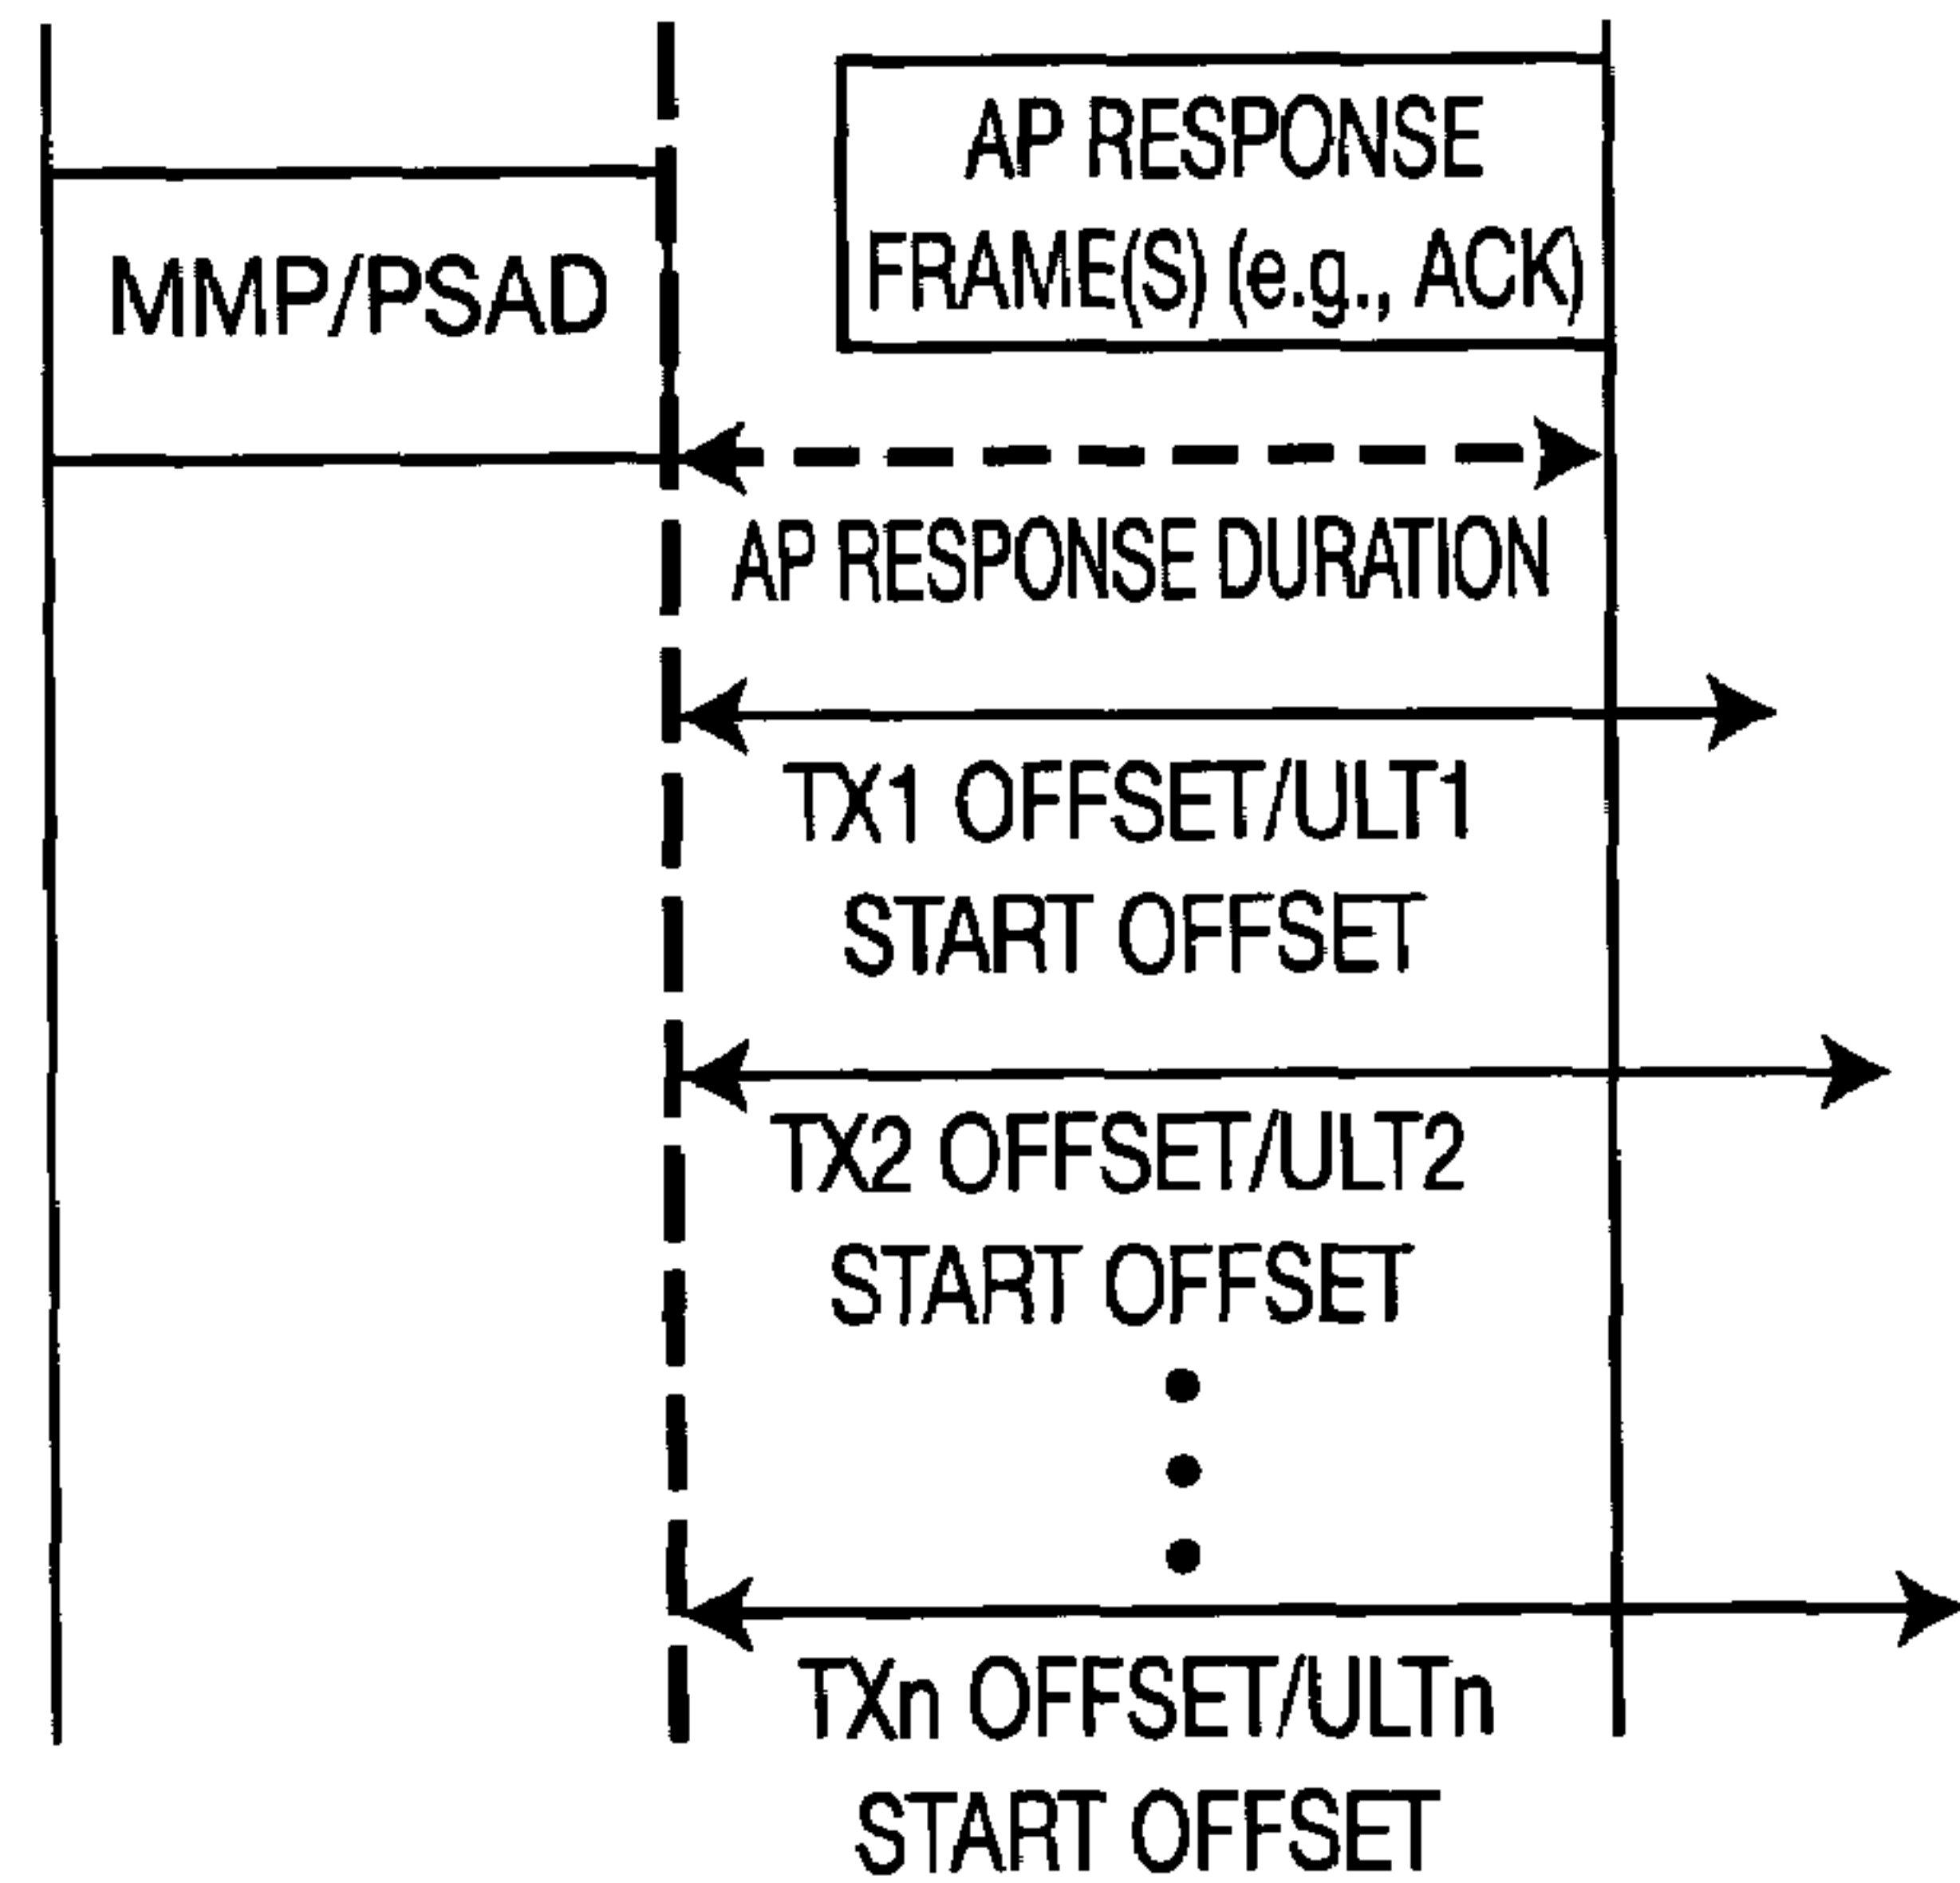 AP RESPONSE
FRAME(S) (e.g., ACK)
MMP/PSAD
AP RESPONSE DURATION
TX1 OFFSET/ULT1
START OFFSET
TX2 OFFSET/ULT2
START OFFSET
TXn OFFSET/ULTn
START OFFSET